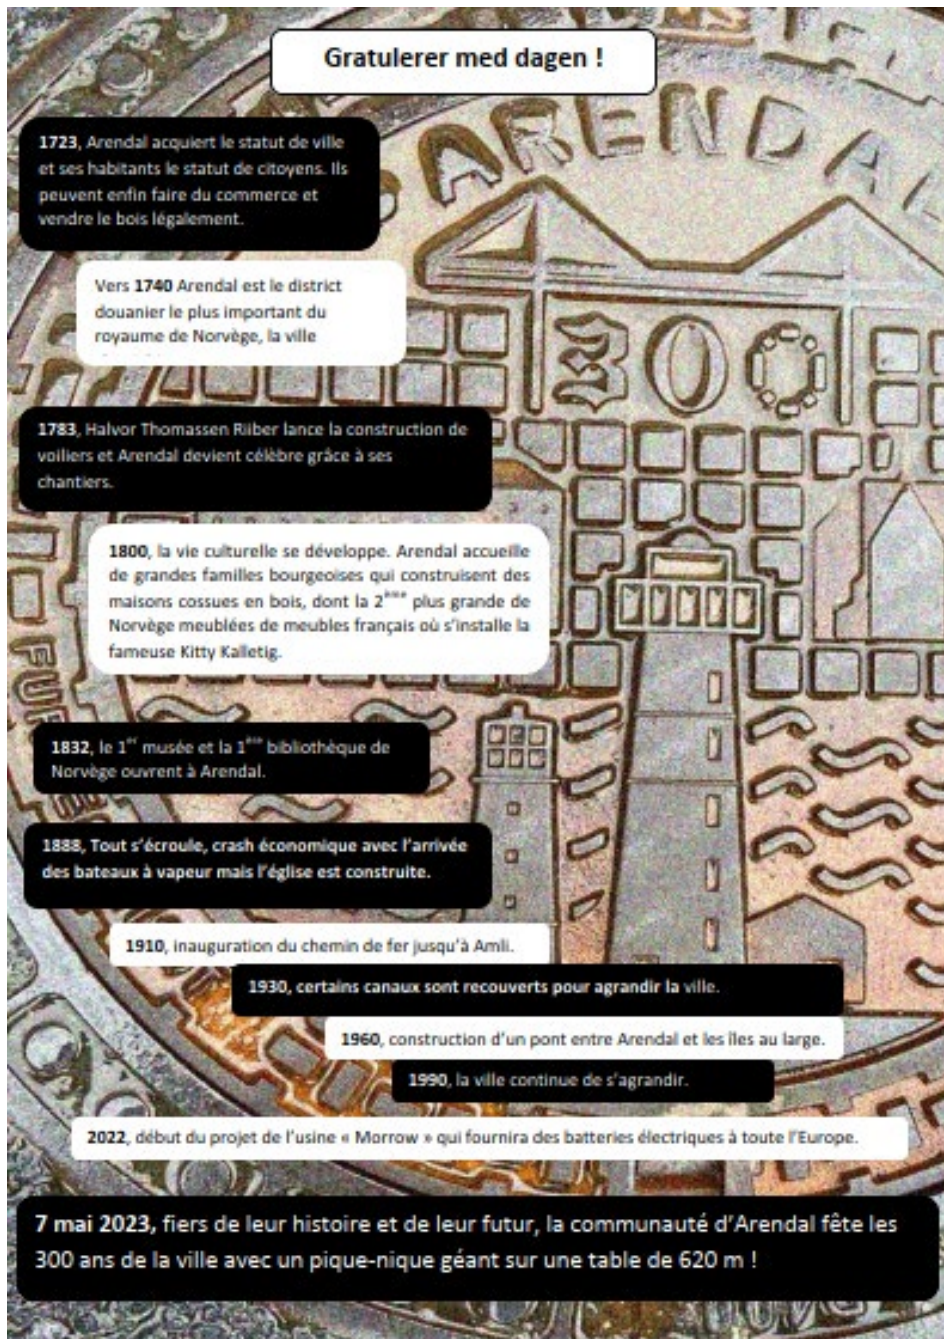 Gratulerer med dagen !
ARENDA
300
1723, Arendal acquiert le statut de ville
et ses habitants le statut de citoyens. Ils
peuvent enfin faire du commerce et
vendre le bois légalement.
Vers 1740 Arendal est le district
douanier le plus important du
royaume de Norvège, la ville
1783, Halvor Thomassen Riiber lance la construction de
voiliers et Arendal devient célèbre grâce à ses
chantiers.
1800, la vie culturelle se développe. Arendal accueille
de grandes familles bourgeoises qui construisent des
maisons cossues en bois, dont la 2ème plus grande de
Norvège meublées de meubles français où s'installe la
fameuse Kitty Kalletig.
1832, le 1er musée et la 1ère bibliothèque de
Norvège ouvrent à Arendal.
1888, Tout s'écroule, crash économique avec l'arrivée
des bateaux à vapeur mais l'église est construite.
1910, inauguration du chemin de fer jusqu'à Amli.
1930, certains canaux sont recouverts pour agrandir la ville.
1960, construction d'un pont entre Arendal et les îles au large.
1990, la ville continue de s'agrandir.
2022, début du projet de l'usine « Morrow » qui fournira des batteries électriques à toute l'Europe.
7 mai 2023, fiers de leur histoire et de leur futur, la communauté d'Arendal fête les
300 ans de la ville avec un pique-nique géant sur une table de 620 m !